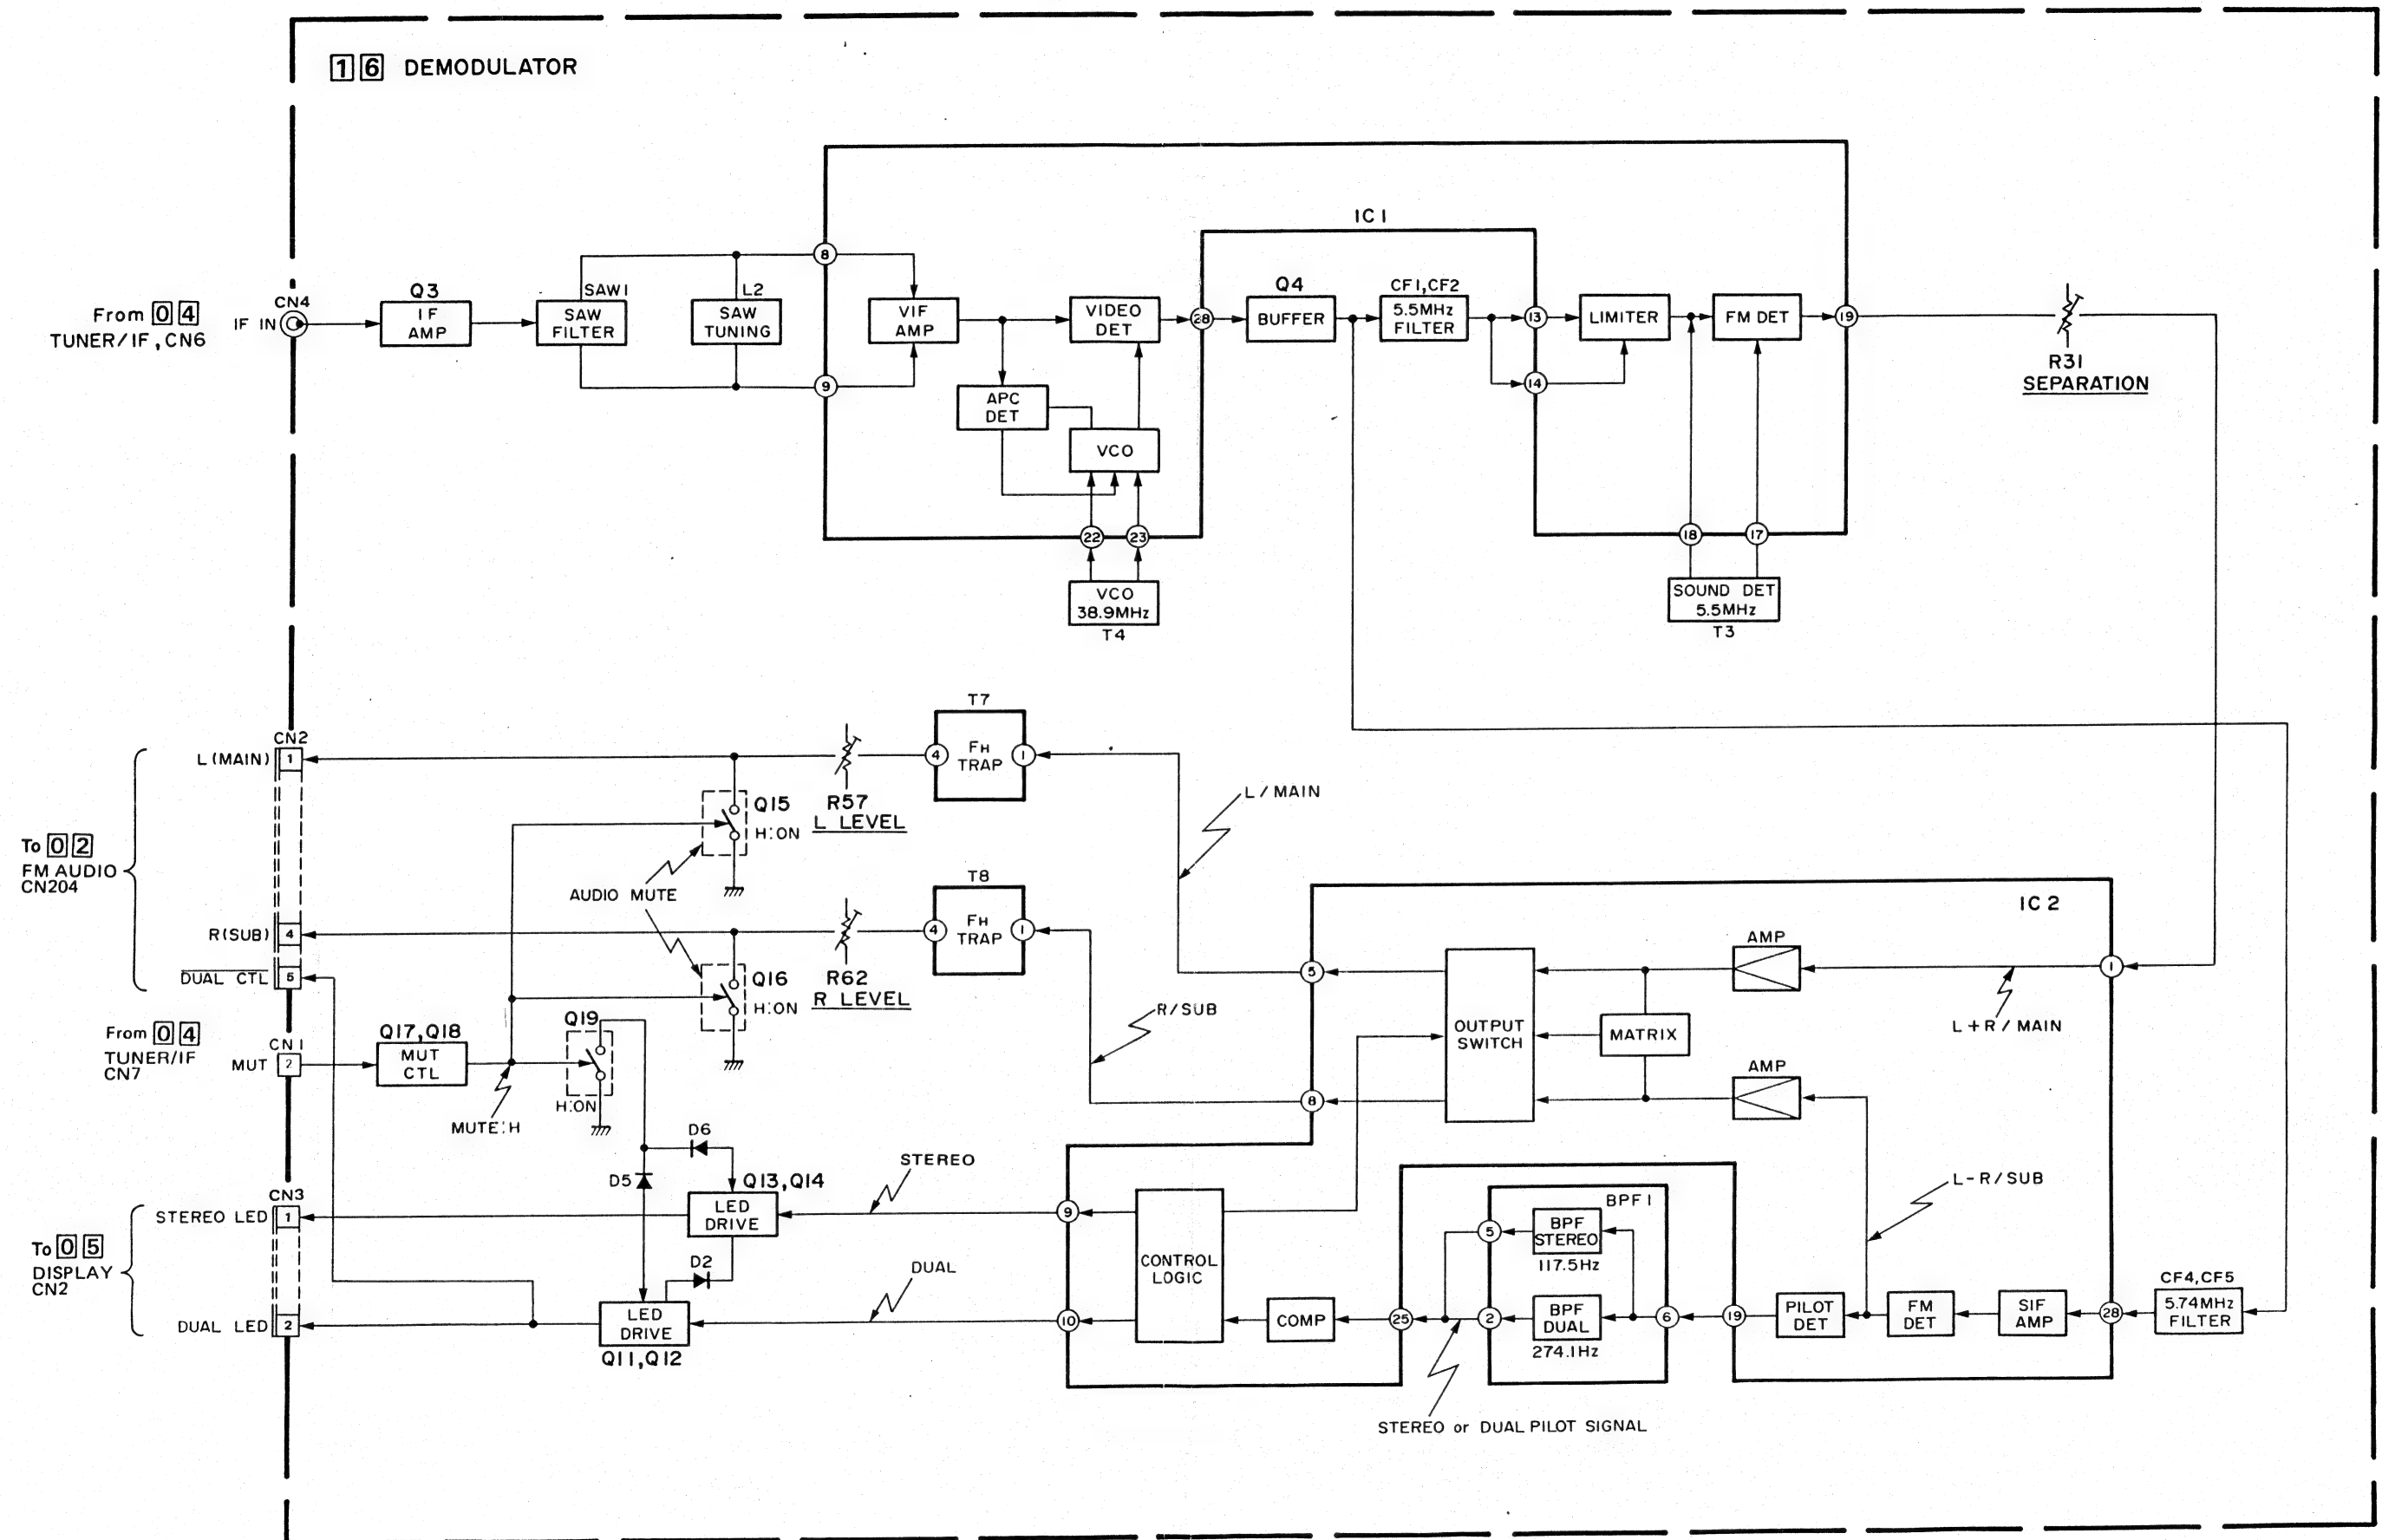 16 DEMODULATOR
IC1
From 04
TUNER/IF, CN6
CN4
IF IN
Q3
IF
AMP
SAW1
SAW
FILTER
L2
SAW
TUNING
8
9
VIF
AMP
APC
DET
VIDEO
DET
VCO
28
22
23
VCO
38.9MHz
T4
Q4
BUFFER
CF1,CF2
5.5MHz
FILTER
13
14
LIMITER
FM DET
19
18
17
SOUND DET
5.5MHz
T3
R31
SEPARATION
To 02
FM AUDIO
CN204
CN2
L(MAIN)
1
R(SUB)
4
DUAL CTL
5
T7
4
FH
TRAP
1
R57
L LEVEL
Q15
H:ON
AUDIO MUTE
T8
4
FH
TRAP
1
R62
R LEVEL
Q16
H:ON
L/MAIN
R/SUB
From 04
TUNER/IF
CN7
CN1
MUT
2
Q17,Q18
MUT
CTL
MUTE:H
Q19
H:ON
D6
D5
D2
To 05
DISPLAY
CN2
CN3
STEREO LED
1
DUAL LED
2
Q13,Q14
LED
DRIVE
LED
DRIVE
Q11,Q12
STEREO
DUAL
IC2
5
8
9
10
OUTPUT
SWITCH
MATRIX
AMP
AMP
1
L+R/MAIN
L-R/SUB
CONTROL
LOGIC
COMP
25
BPF1
5
BPF
STEREO
117.5Hz
2
BPF
DUAL
274.1Hz
6
19
PILOT
DET
FM
DET
SIF
AMP
28
CF4,CF5
5.74MHz
FILTER
STEREO or DUAL PILOT SIGNAL